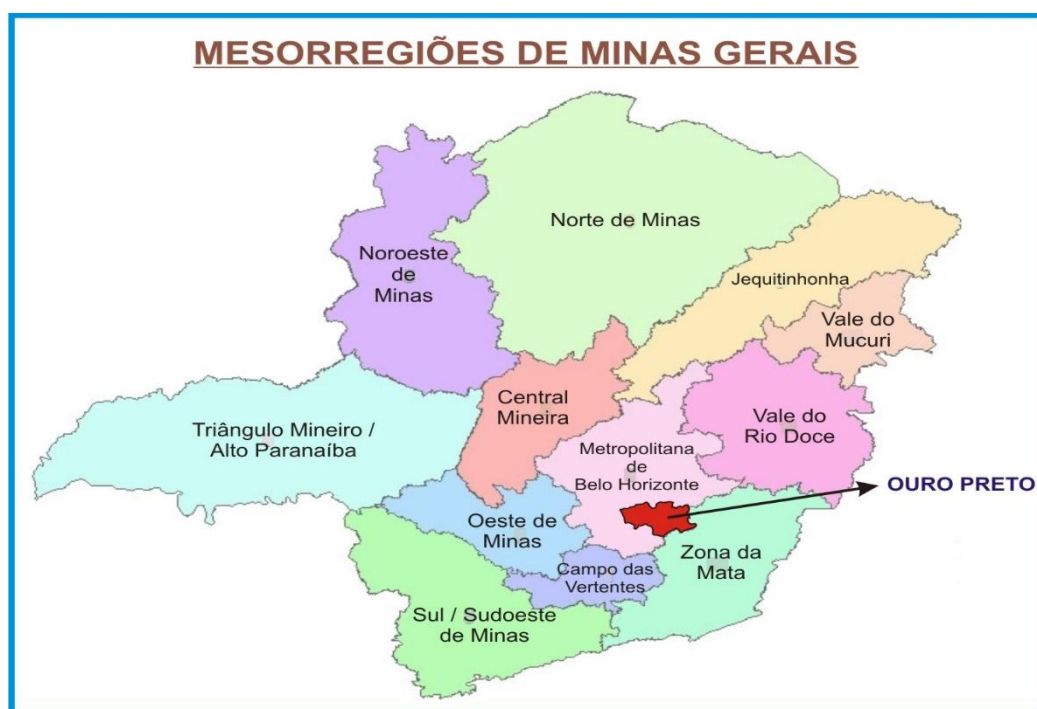 MESORREGIÕES DE MINAS GERAIS
Norte de Minas
Noroeste
de
Minas
Jequitinhonha
Vale do
Mucuri
Central
Mineira
Triângulo Mineiro /
Alto Paranaíba
Vale do
Rio Doce
Metropolitana
de
Belo Horizonte
OURO PRETO
Oeste de
Minas
Zona da
Mata
Campo das
Vertentes
Sul / Sudoeste
de Minas